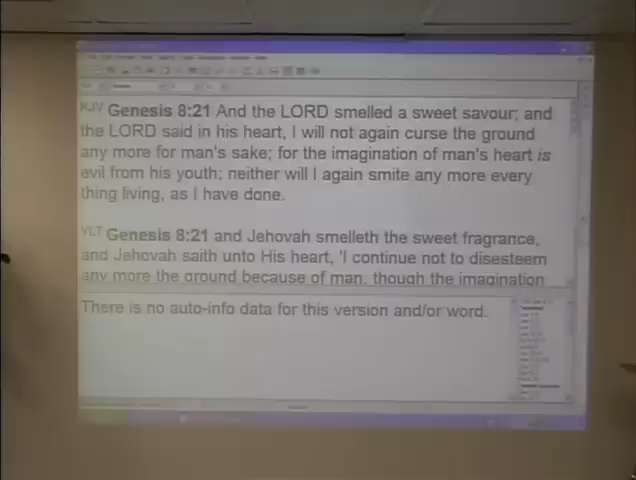 KJV Genesis 8:21 And the LORD smelled a sweet savour; and
the LORD said in his heart, I will not again curse the ground
any more for man's sake; for the imagination of man's heart is
evil from his youth; neither will I again smite any more every
thing living, as I have done.
YLT Genesis 8:21 and Jehovah smelleth the sweet fragrance,
and Jehovah saith unto His heart, 'I continue not to disesteem
any more the ground because of man, though the imagination
There is no auto-info data for this version and/or word.